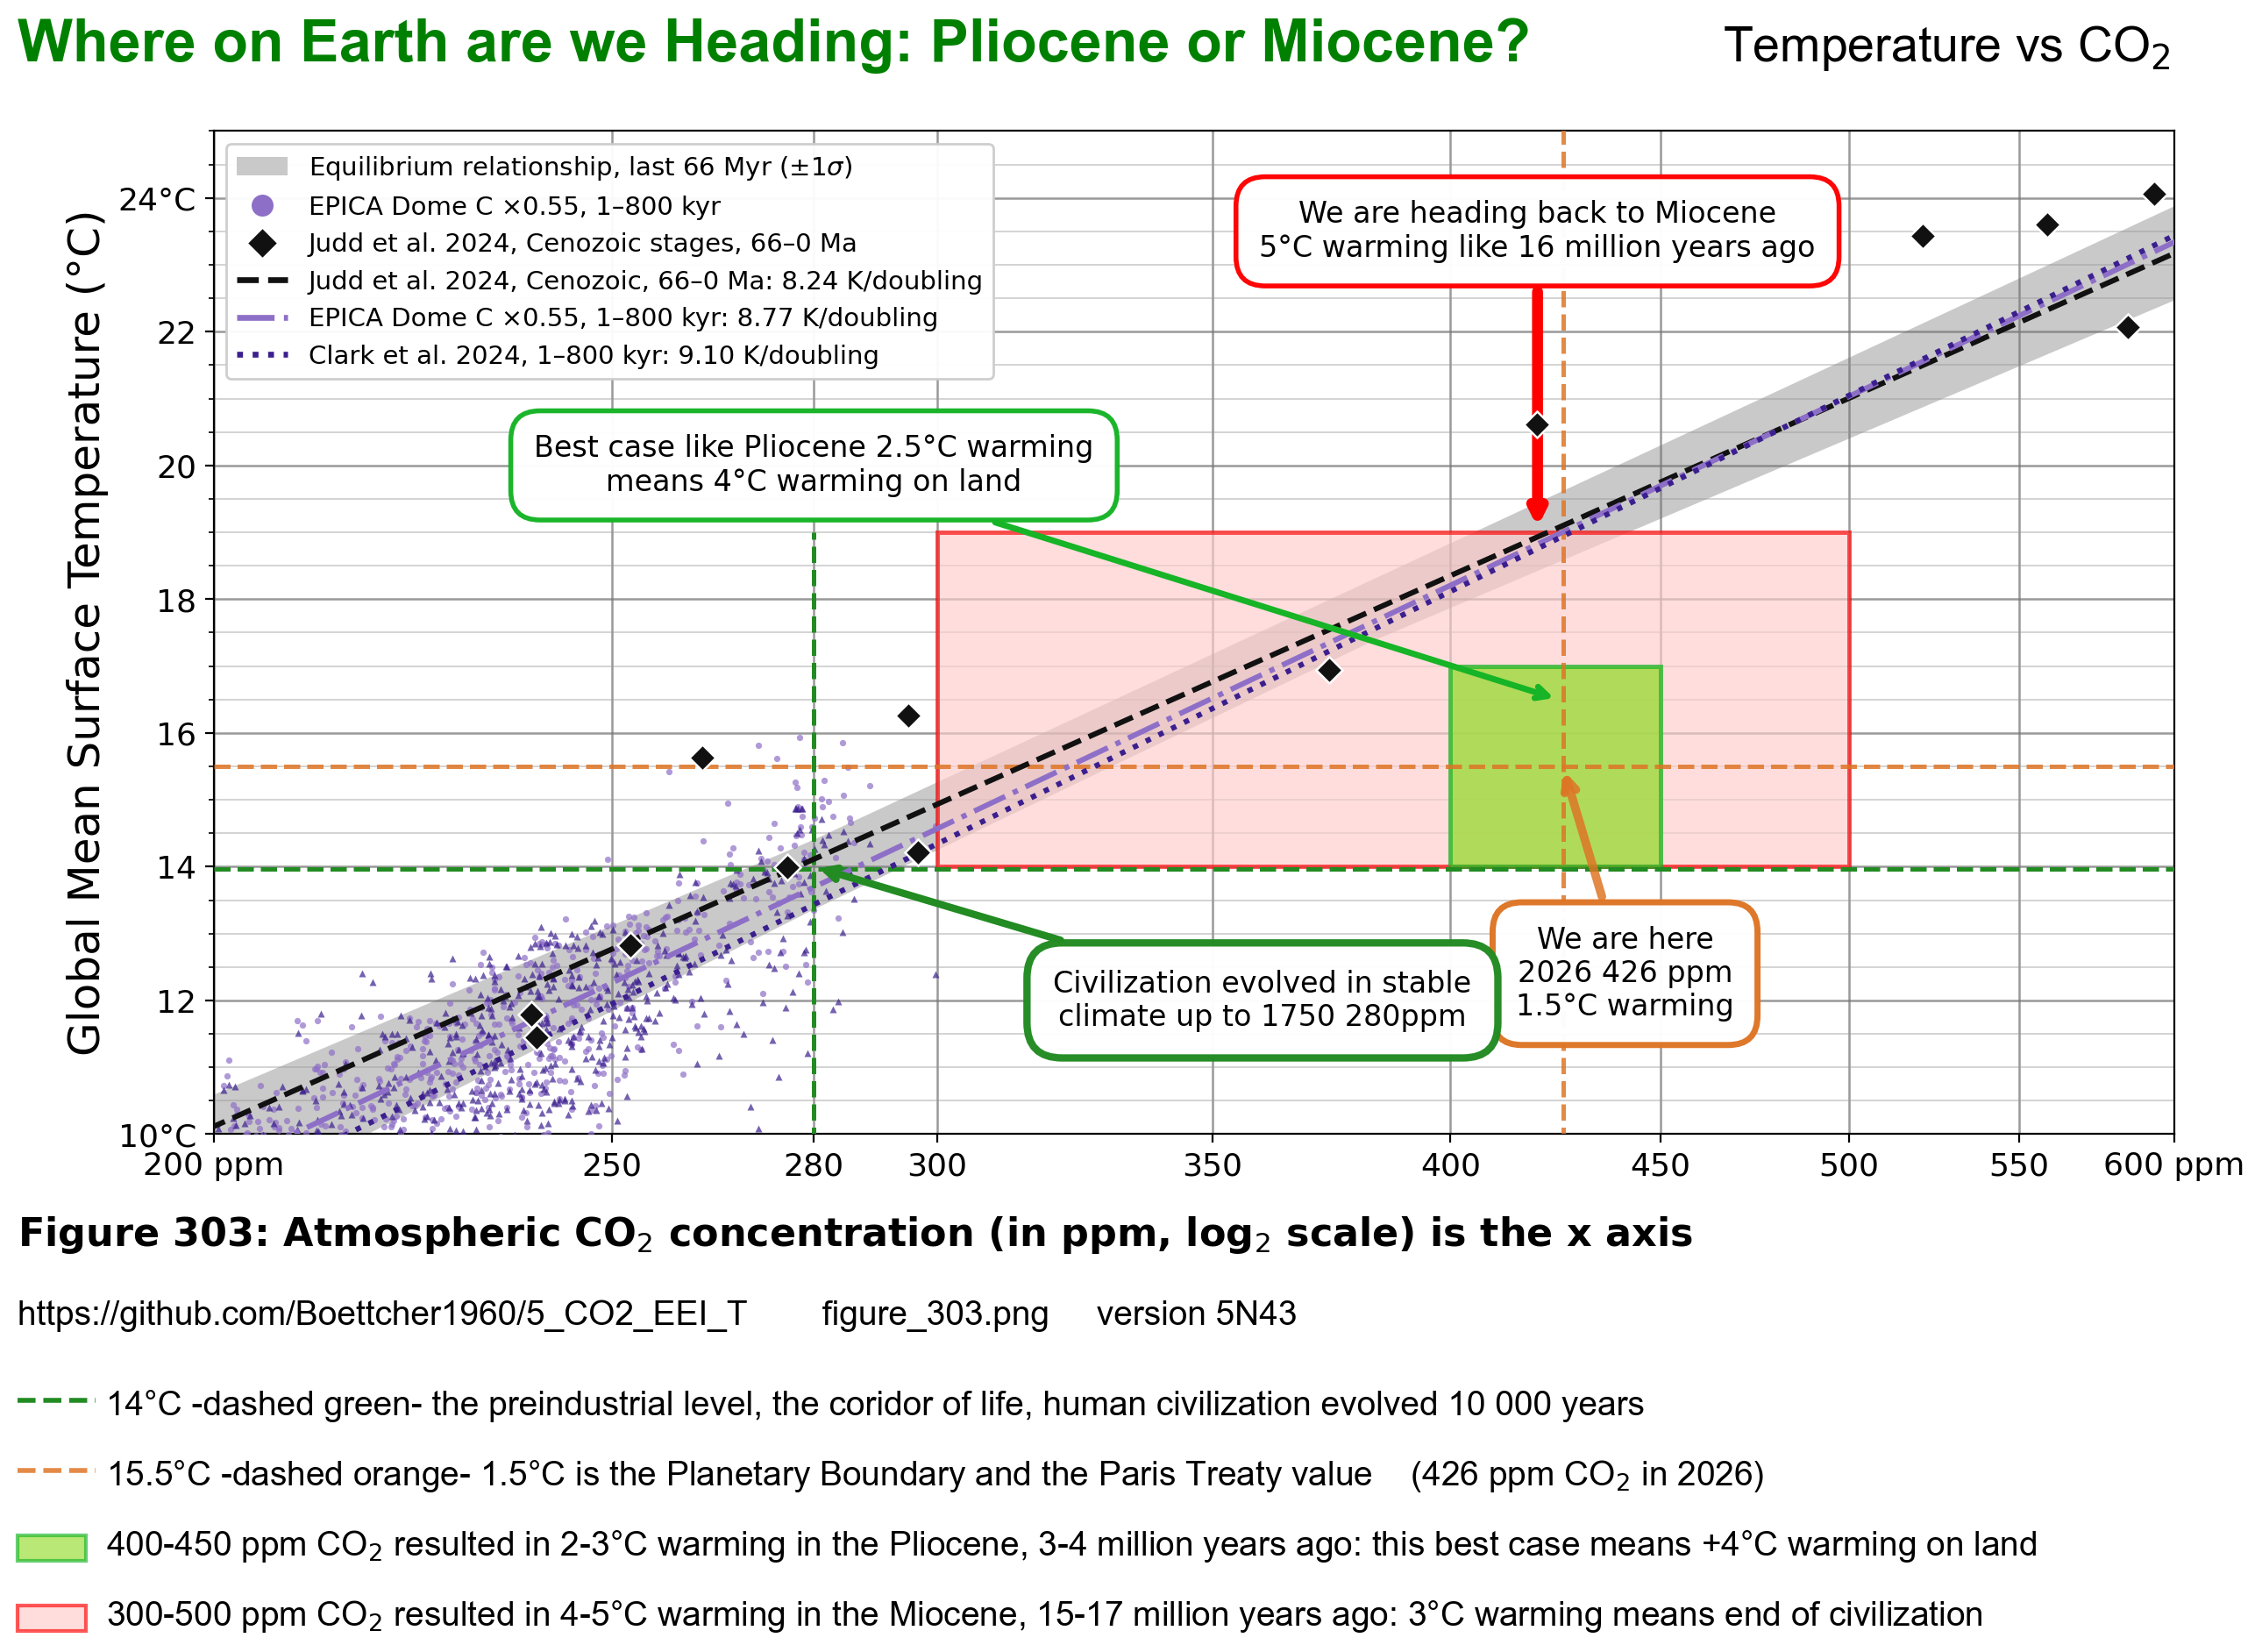 Where on Earth are we Heading: Pliocene or Miocene?
Temperature vs CO₂
Equilibrium relationship, last 66 Myr (±1σ)
EPICA Dome C ×0.55, 1–800 kyr
Judd et al. 2024, Cenozoic stages, 66–0 Ma
Judd et al. 2024, Cenozoic, 66–0 Ma: 8.24 K/doubling
EPICA Dome C ×0.55, 1–800 kyr: 8.77 K/doubling
Clark et al. 2024, 1–800 kyr: 9.10 K/doubling
We are heading back to Miocene
5°C warming like 16 million years ago
Best case like Pliocene 2.5°C warming
means 4°C warming on land
Civilization evolved in stable
climate up to 1750 280ppm
We are here
2026 426 ppm
1.5°C warming
Global Mean Surface Temperature (°C)
24°C
22
20
18
16
14
12
10°C
200 ppm
250
280
300
350
400
450
500
550
600 ppm
Figure 303: Atmospheric CO₂ concentration (in ppm, log₂ scale) is the x axis
https://github.com/Boettcher1960/5_CO2_EEI_T figure_303.png version 5N43
14°C -dashed green- the preindustrial level, the coridor of life, human civilization evolved 10 000 years
15.5°C -dashed orange- 1.5°C is the Planetary Boundary and the Paris Treaty value (426 ppm CO₂ in 2026)
400-450 ppm CO₂ resulted in 2-3°C warming in the Pliocene, 3-4 million years ago: this best case means +4°C warming on land
300-500 ppm CO₂ resulted in 4-5°C warming in the Miocene, 15-17 million years ago: 3°C warming means end of civilization